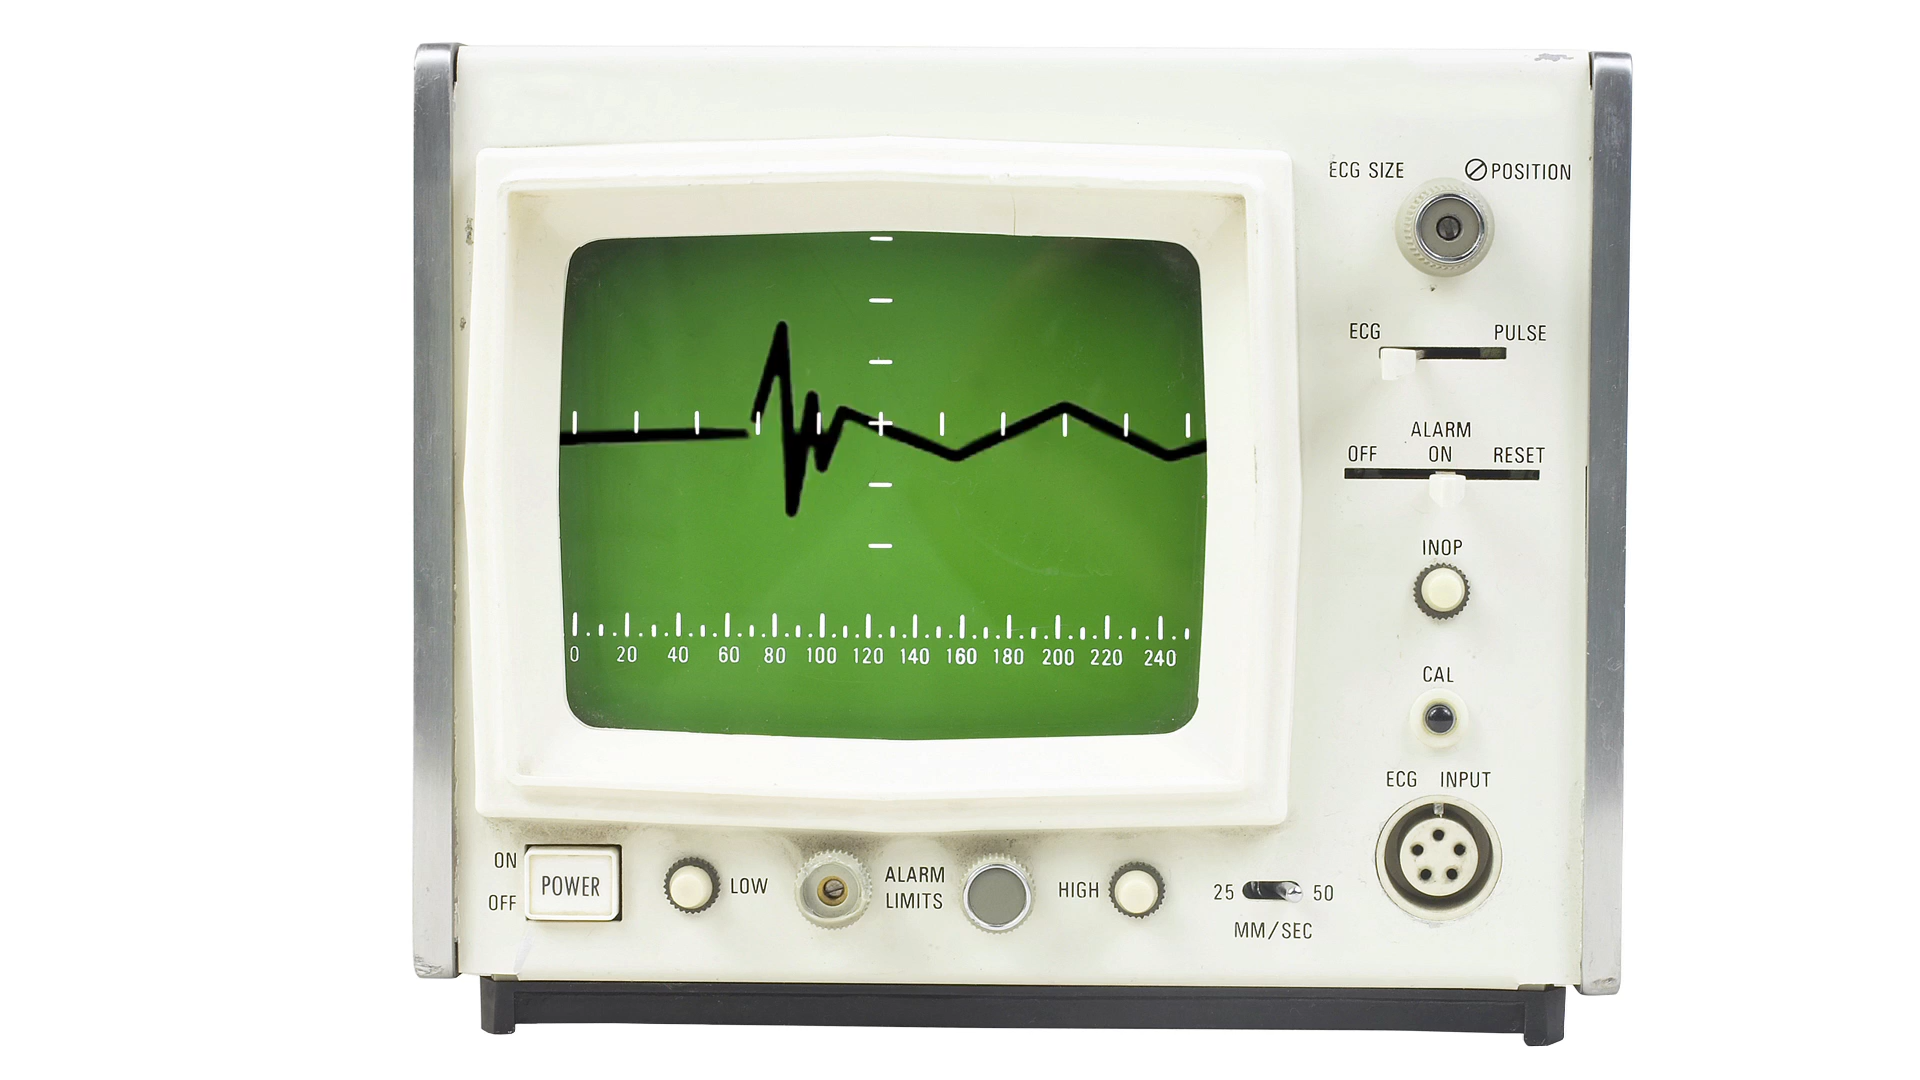 ECG SIZE POSITION
ECG PULSE
ALARM
OFF ON RESET
INOP
CAL
ECG INPUT
0 20 40 60 80 100 120 140 160 180 200 220 240
ON
OFF
POWER
LOW
ALARM
LIMITS
HIGH
25 50
MM/SEC